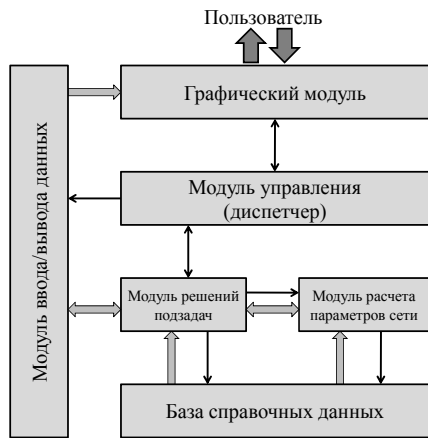 Пользователь
Графический модуль
Модуль управления
(диспетчер)
Модуль ввода/вывода данных
Модуль решений
подзадач
Модуль расчета
параметров сети
База справочных данных